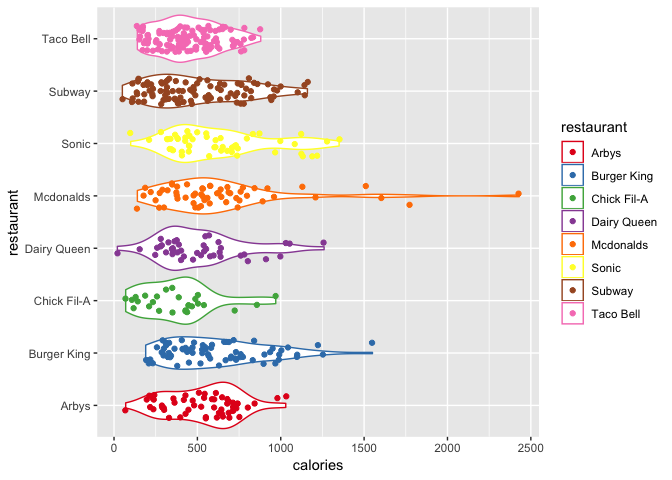 Taco Bell
Subway
Sonic
Mcdonalds
Dairy Queen
Chick Fil-A
Burger King
Arbys
restaurant
0 500 1000 1500 2000 2500
calories
restaurant
Arbys
Burger King
Chick Fil-A
Dairy Queen
Mcdonalds
Sonic
Subway
Taco Bell